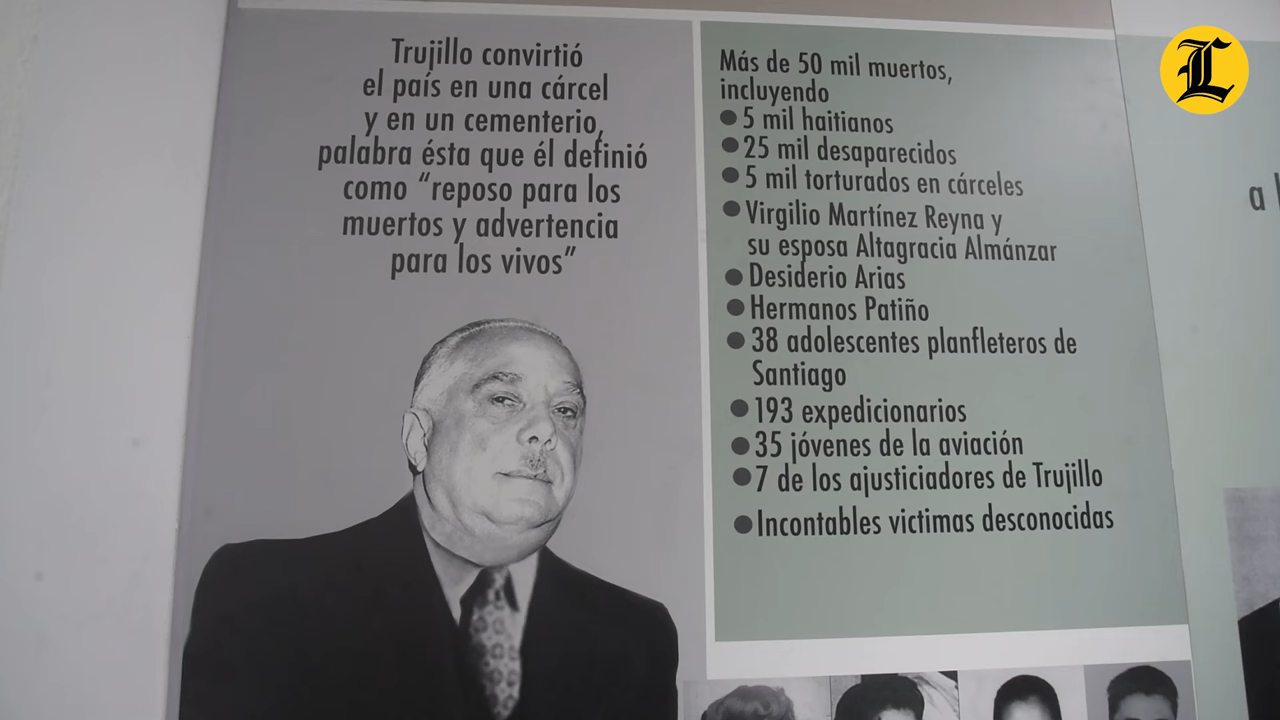 Trujillo convirtió
el país en una cárcel
y en un cementerio,
palabra ésta que él definió
como “reposo para los
muertos y advertencia
para los vivos”
Más de 50 mil muertos,
incluyendo
● 5 mil haitianos
● 25 mil desaparecidos
● 5 mil torturados en cárceles
● Virgilio Martínez Reyna y
su esposa Altagracia Almánzar
● Desiderio Arias
● Hermanos Patiño
● 38 adolescentes planfleteros de
Santiago
● 193 expedicionarios
● 35 jóvenes de la aviación
● 7 de los ajusticiadores de Trujillo
● Incontables victimas desconocidas
L
a